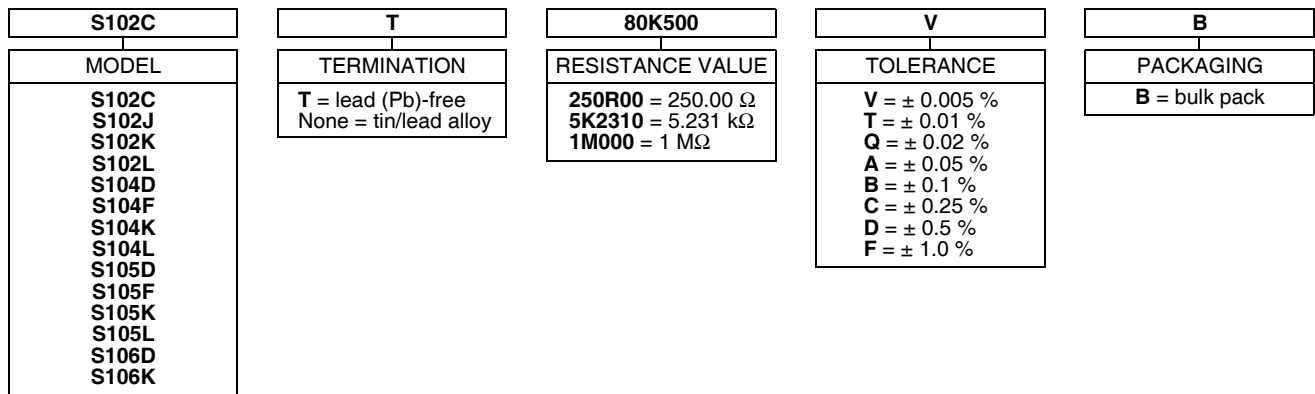 S102C
T
80K500
V
B
MODEL
TERMINATION
RESISTANCE VALUE
TOLERANCE
PACKAGING
S102C
S102J
S102K
S102L
S104D
S104F
S104K
S104L
S105D
S105F
S105K
S105L
S106D
S106K
T = lead (Pb)-free
None = tin/lead alloy
250R00 = 250.00 Ω
5K2310 = 5.231 kΩ
1M000 = 1 MΩ
V = ± 0.005 %
T = ± 0.01 %
Q = ± 0.02 %
A = ± 0.05 %
B = ± 0.1 %
C = ± 0.25 %
D = ± 0.5 %
F = ± 1.0 %
B = bulk pack